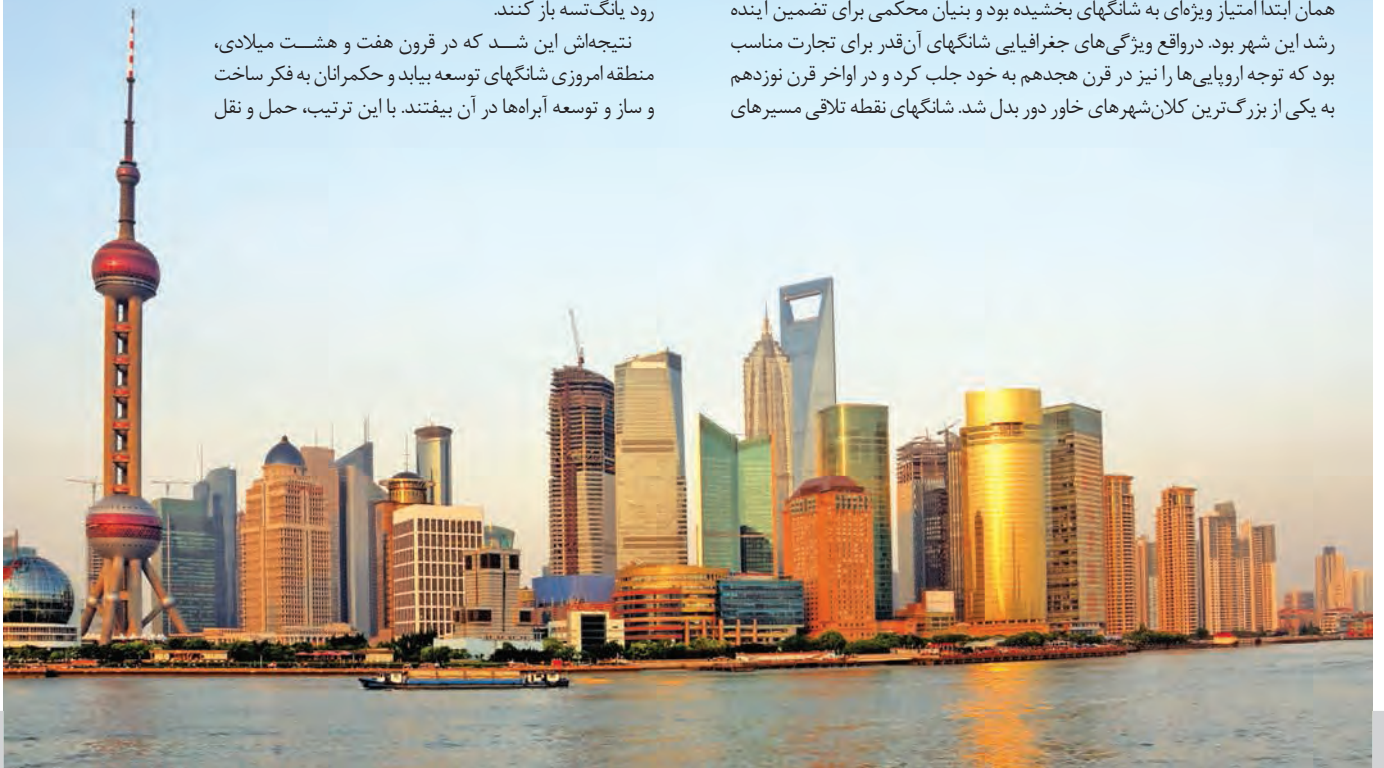 همان ابتدا امتیاز ویژه‌ای به شانگهای بخشیده بود و بنیان محکمی برای تضمین آینده
رشد این شهر بود. درواقع ویژگی‌های جغرافیایی شانگهای آن‌قدر برای تجارت مناسب
بود که توجه اروپایی‌ها را نیز در قرن هجدهم به خود جلب کرد و در اواخر قرن نوزدهم
به یکی از بزرگ‌ترین کلان‌شهرهای خاور دور بدل شد. شانگهای نقطه تلاقی مسیرهای
رود یانگ‌تسه باز کنند.
نتیجه‌اش این شــد که در قرون هفت و هشــت میلادی،
منطقه امروزی شانگهای توسعه بیابد و حکمرانان به فکر ساخت
و ساز و توسعه آبراه‌ها در آن بیفتند. با این ترتیب، حمل و نقل